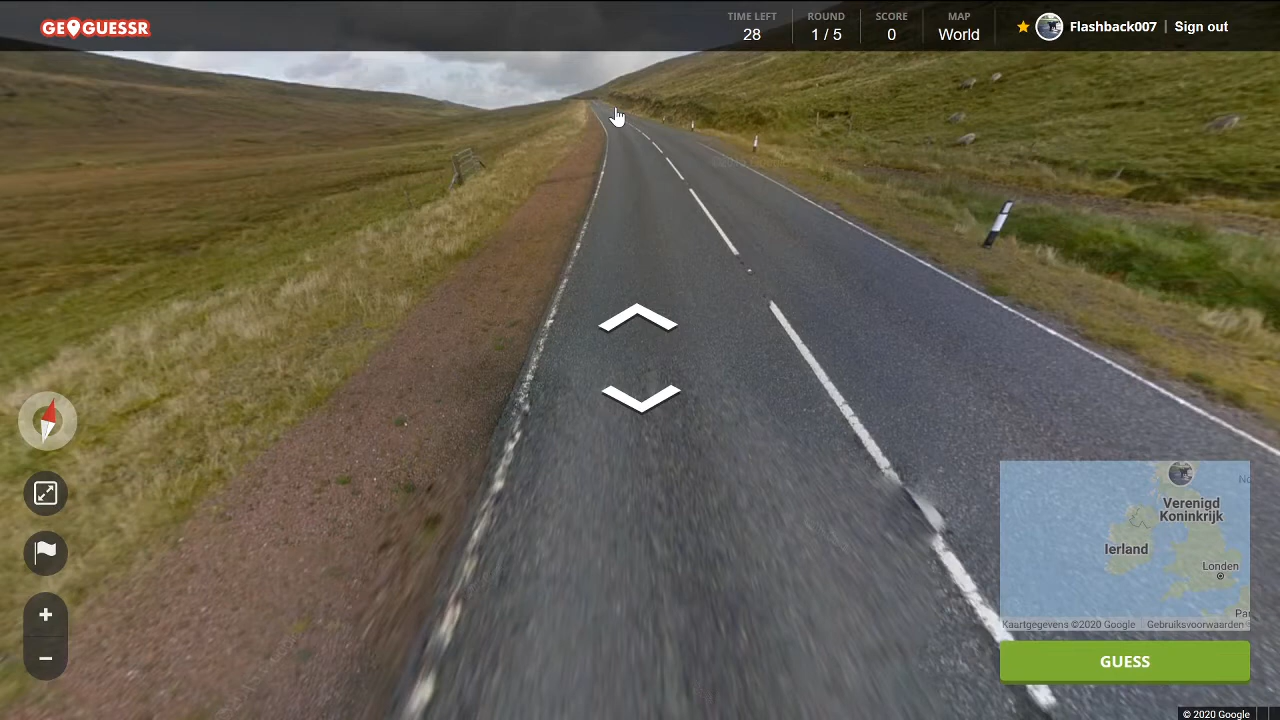 GEOGUESSR
TIME LEFT
28
ROUND
1 / 5
SCORE
0
MAP
World
Flashback007 | Sign out
Verenigd
Koninkrijk
Ierland
Londen
Kaartgegevens ©2020 Google Gebruiksvoorwaarden
GUESS
© 2020 Google